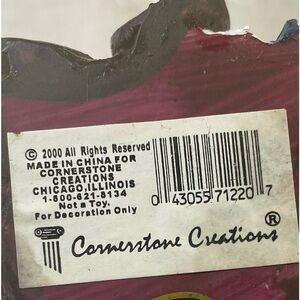 © 2000 All Rights Reserved
MADE IN CHINA FOR
CORNERSTONE
CREATIONS
CHICAGO, ILLINOIS
1-800-621-8134
Not a Toy.
For Decoration Only
0 43055 71220 7
Cornerstone Creations®